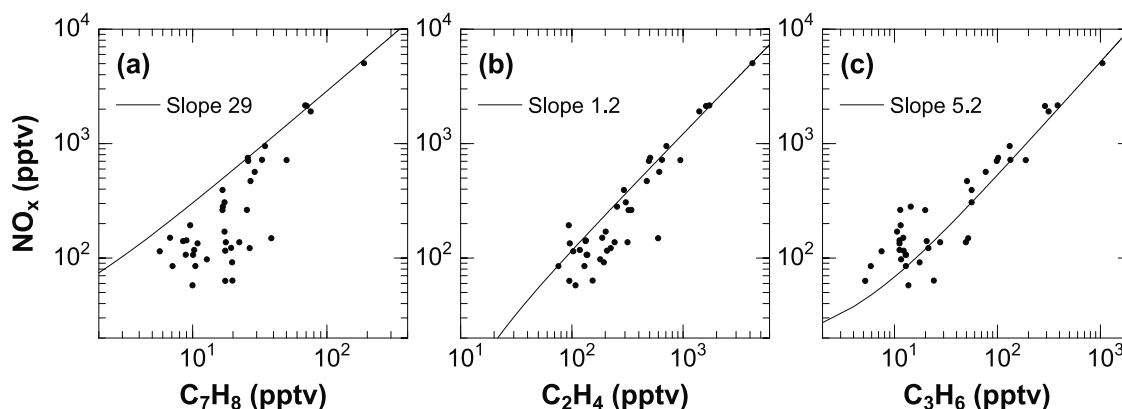 (a)
Slope 29
(b)
Slope 1.2
(c)
Slope 5.2
NOx (pptv)
10^4
10^3
10^2
10^1 10^2
C7H8 (pptv)
10^4
10^3
10^2
10^1 10^2 10^3
C2H4 (pptv)
10^4
10^3
10^2
10^1 10^2 10^3
C3H6 (pptv)